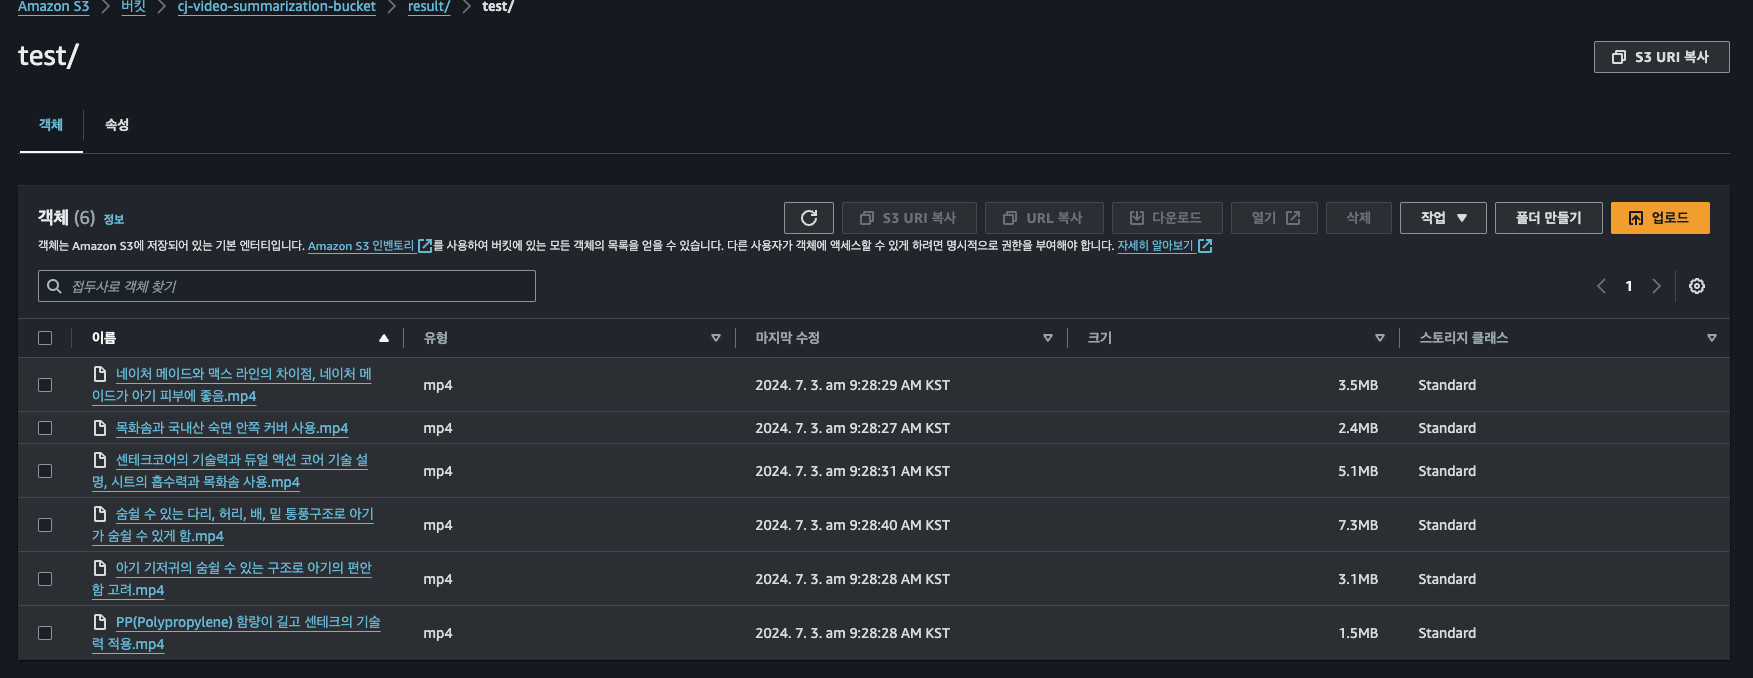 Amazon S3 > 버킷 > cj-video-summarization-bucket > result/ > test/
test/
S3 URI 복사
객체 속성
객체 (6) 정보
S3 URI 복사 URL 복사 다운로드 열기 삭제 작업 폴더 만들기 업로드
객체는 Amazon S3에 저장되어 있는 기본 엔터티입니다. Amazon S3 인벤토리 를 사용하여 버킷에 있는 모든 객체의 목록을 얻을 수 있습니다. 다른 사용자가 객체에 액세스할 수 있게 하려면 명시적으로 권한을 부여해야 합니다. 자세히 알아보기
접두사로 객체 찾기
1
이름 유형 마지막 수정 크기 스토리지 클래스
네이처 메이드와 맥스 라인의 차이점, 네이처 메
이드가 아기 피부에 좋음.mp4
mp4 2024. 7. 3. am 9:28:29 AM KST 3.5MB Standard
목화솜과 국내산 숙면 안쪽 커버 사용.mp4 mp4 2024. 7. 3. am 9:28:27 AM KST 2.4MB Standard
센테크코어의 기술력과 듀얼 액션 코어 기술 설
명, 시트의 흡수력과 목화솜 사용.mp4
mp4 2024. 7. 3. am 9:28:31 AM KST 5.1MB Standard
숨쉴 수 있는 다리, 허리, 배, 밑 통풍구조로 아기
가 숨쉴 수 있게 함.mp4
mp4 2024. 7. 3. am 9:28:40 AM KST 7.3MB Standard
아기 기저귀의 숨쉴 수 있는 구조로 아기의 편안
함 고려.mp4
mp4 2024. 7. 3. am 9:28:28 AM KST 3.1MB Standard
PP(Polypropylene) 함량이 길고 센테크의 기술
력 적용.mp4
mp4 2024. 7. 3. am 9:28:28 AM KST 1.5MB Standard